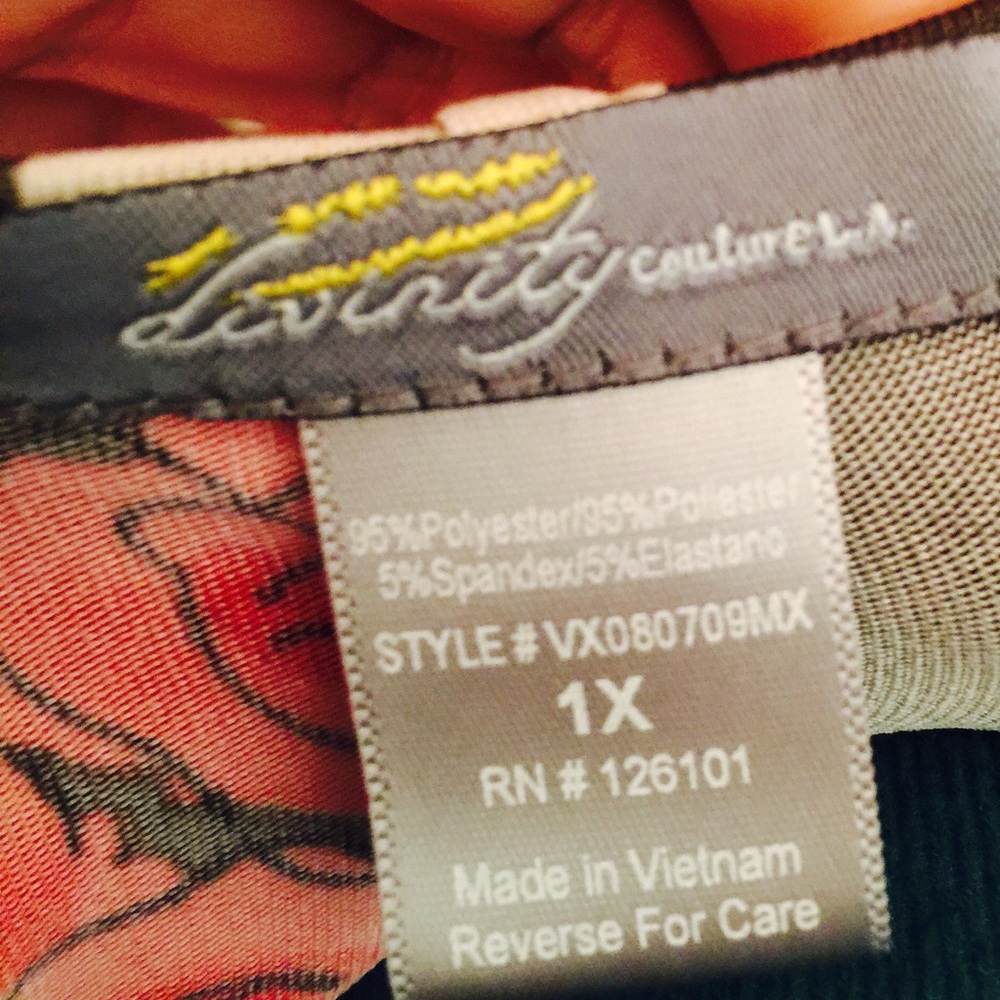 divinity couture L.A.
95%Polyester/95%Poliester
5%Spandex/5%Elastano
STYLE # VX080709MX
1X
RN # 126101
Made in Vietnam
Reverse For Care